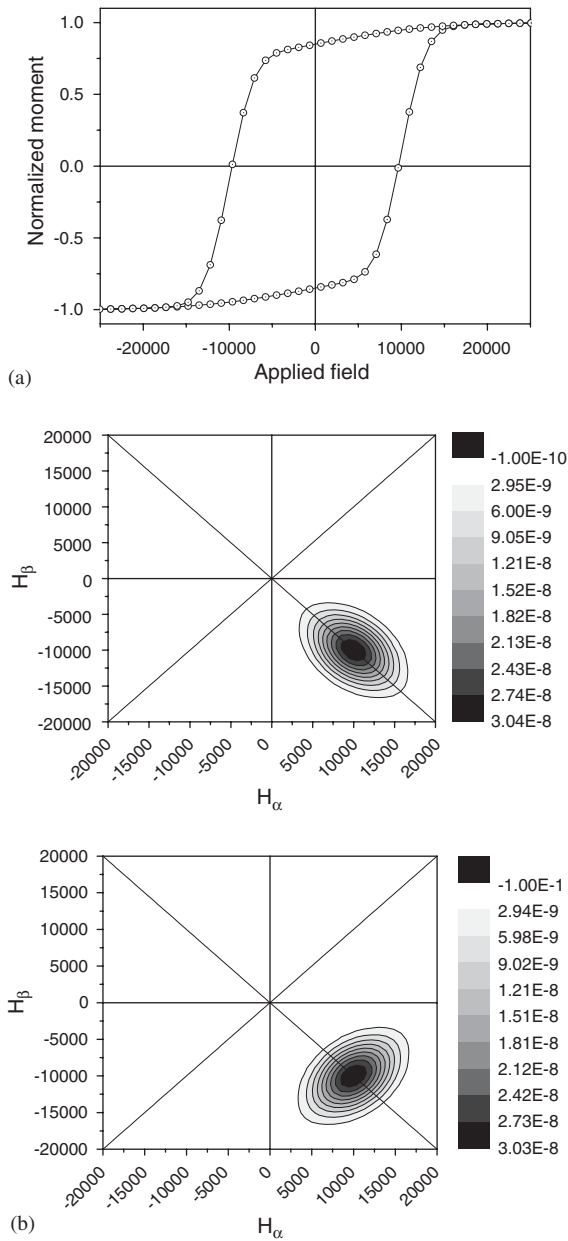 1.0
0.5
0.0
-0.5
-1.0
Normalized moment
-20000 -10000 0 10000 20000
Applied field
(a)
20000
15000
10000
5000
0
-5000
-10000
-15000
-20000
Hβ
-20000 -15000 -10000 -5000 0 5000 10000 15000 20000
Hα
-1.00E-10
2.95E-9
6.00E-9
9.05E-9
1.21E-8
1.52E-8
1.82E-8
2.13E-8
2.43E-8
2.74E-8
3.04E-8
20000
15000
10000
5000
0
-5000
-10000
-15000
-20000
Hβ
-20000 -15000 -10000 -5000 0 5000 10000 15000 20000
Hα
-1.00E-1
2.94E-9
5.98E-9
9.02E-9
1.21E-8
1.51E-8
1.81E-8
2.12E-8
2.42E-8
2.73E-8
3.03E-8
(b)